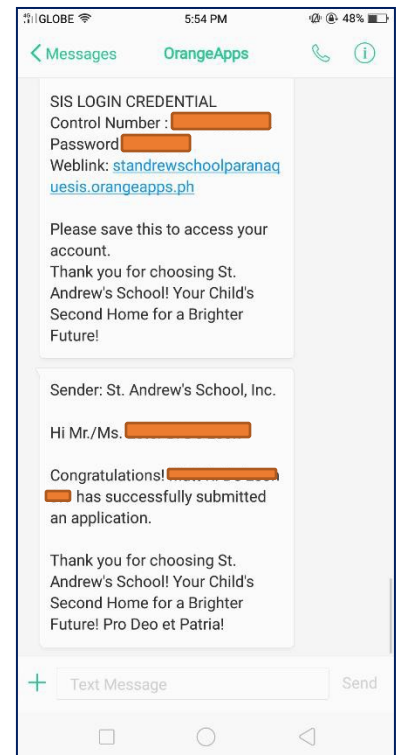 GLOBE 5:54 PM 48%
Messages OrangeApps
SIS LOGIN CREDENTIAL
Control Number :
Password
Weblink: standrewschoolparanaq
uesis.orangeapps.ph
Please save this to access your
account.
Thank you for choosing St.
Andrew's School! Your Child's
Second Home for a Brighter
Future!
Sender: St. Andrew's School, Inc.
Hi Mr./Ms.
Congratulations!
has successfully submitted
an application.
Thank you for choosing St.
Andrew's School! Your Child's
Second Home for a Brighter
Future! Pro Deo et Patria!
Text Message Send